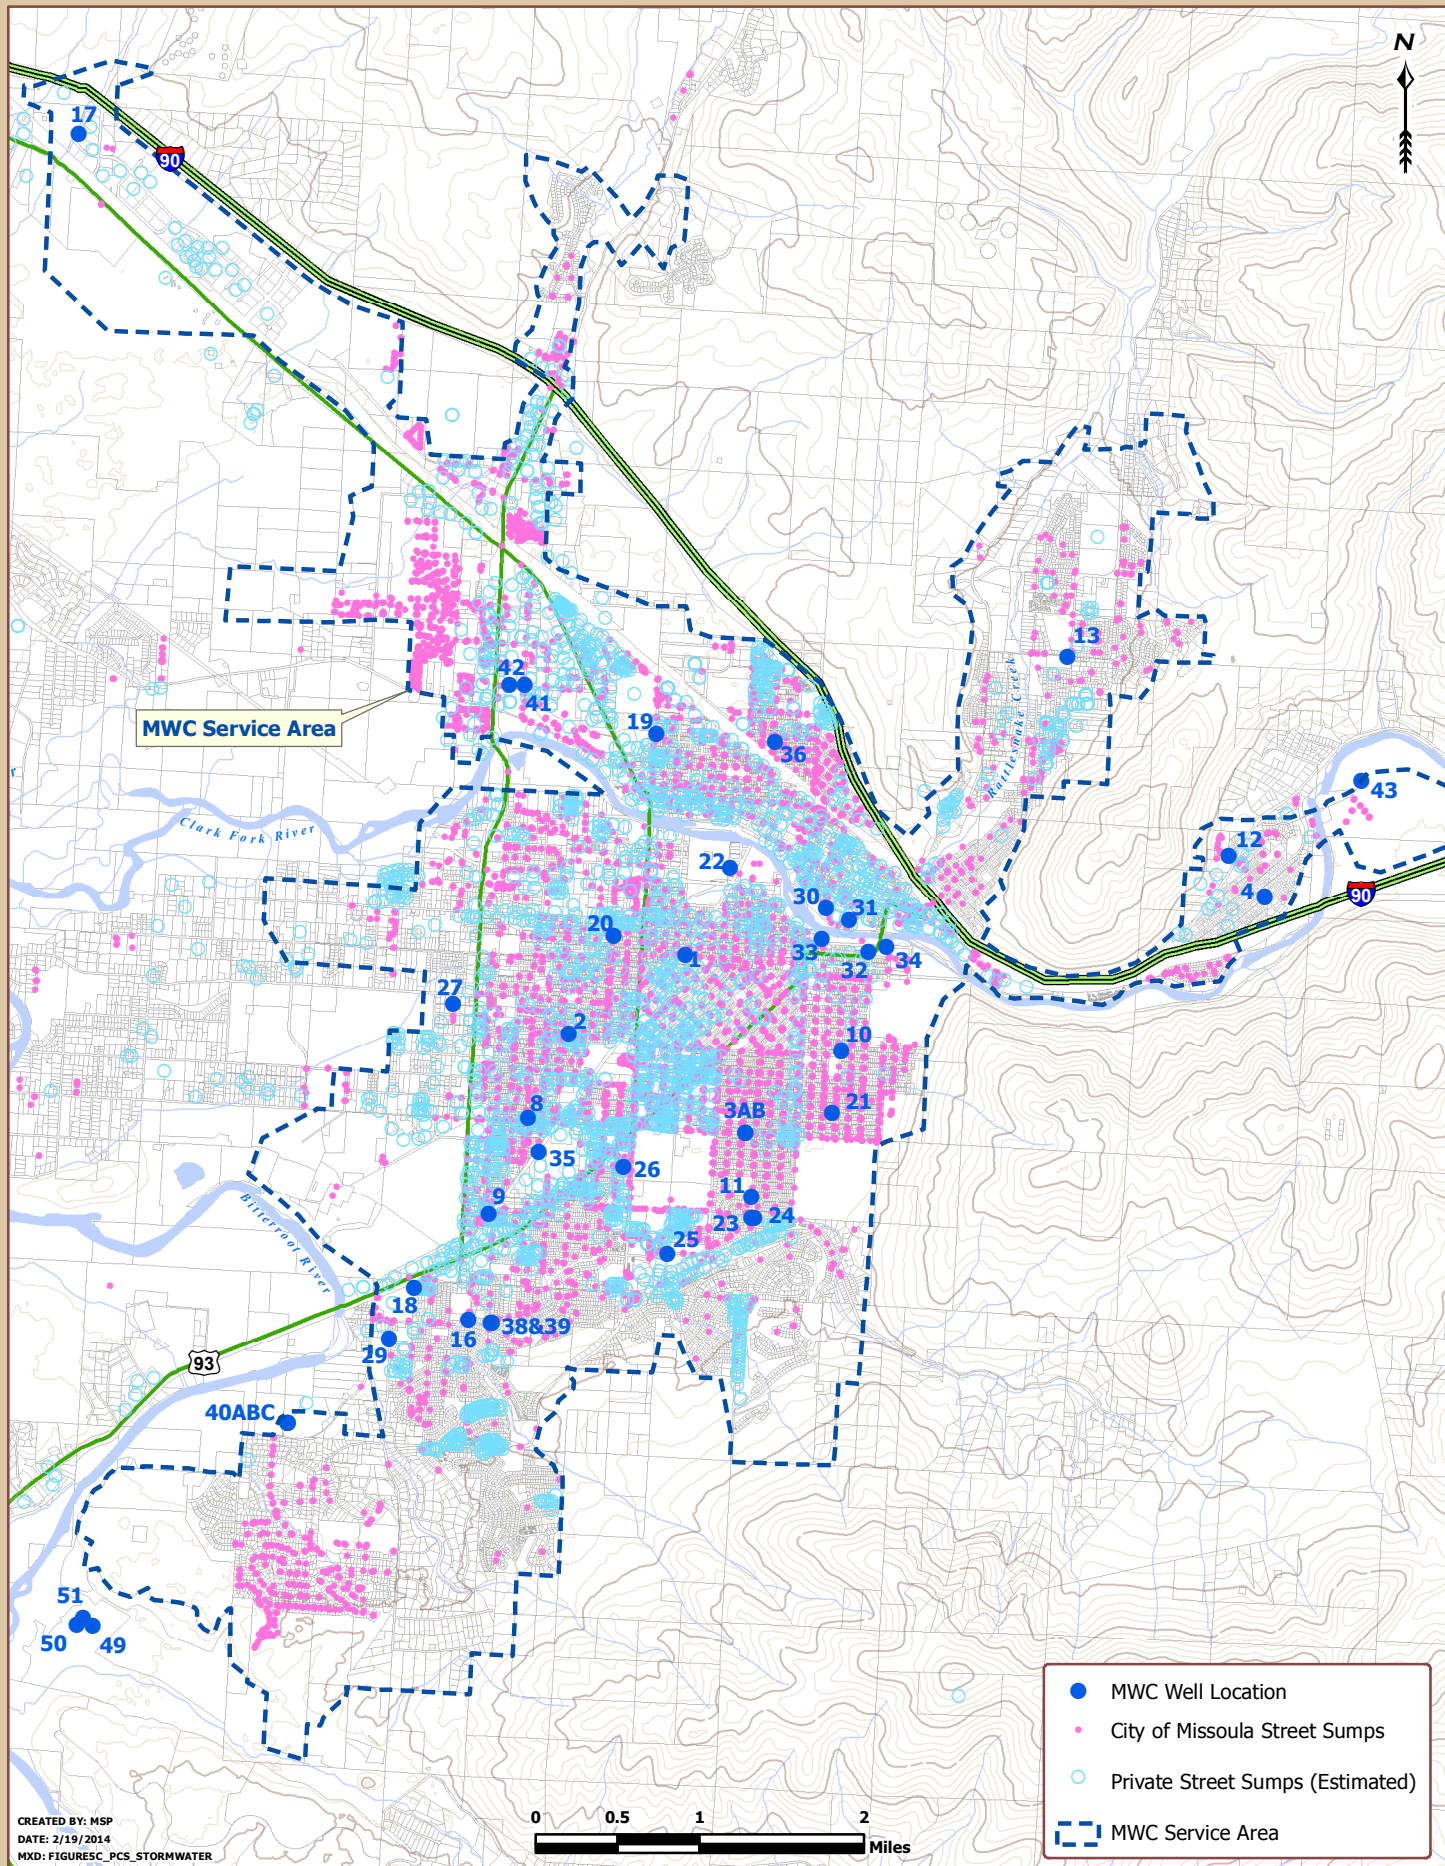 N
17
90
13
42
41
MWC Service Area
19
36
Rattlesnake Creek
43
Clark Fork River
12
22
4
90
30
31
20
33
1
32
34
27
2
10
8
3AB
21
35
26
11
9
23
24
25
Bitterroot River
18
16
38&39
29
93
40ABC
51
50
49
MWC Well Location
City of Missoula Street Sumps
Private Street Sumps (Estimated)
MWC Service Area
0 0.5 1 2
Miles
CREATED BY: MSP
DATE: 2/19/2014
MXD: FIGURE5C_PCS_STORMWATER